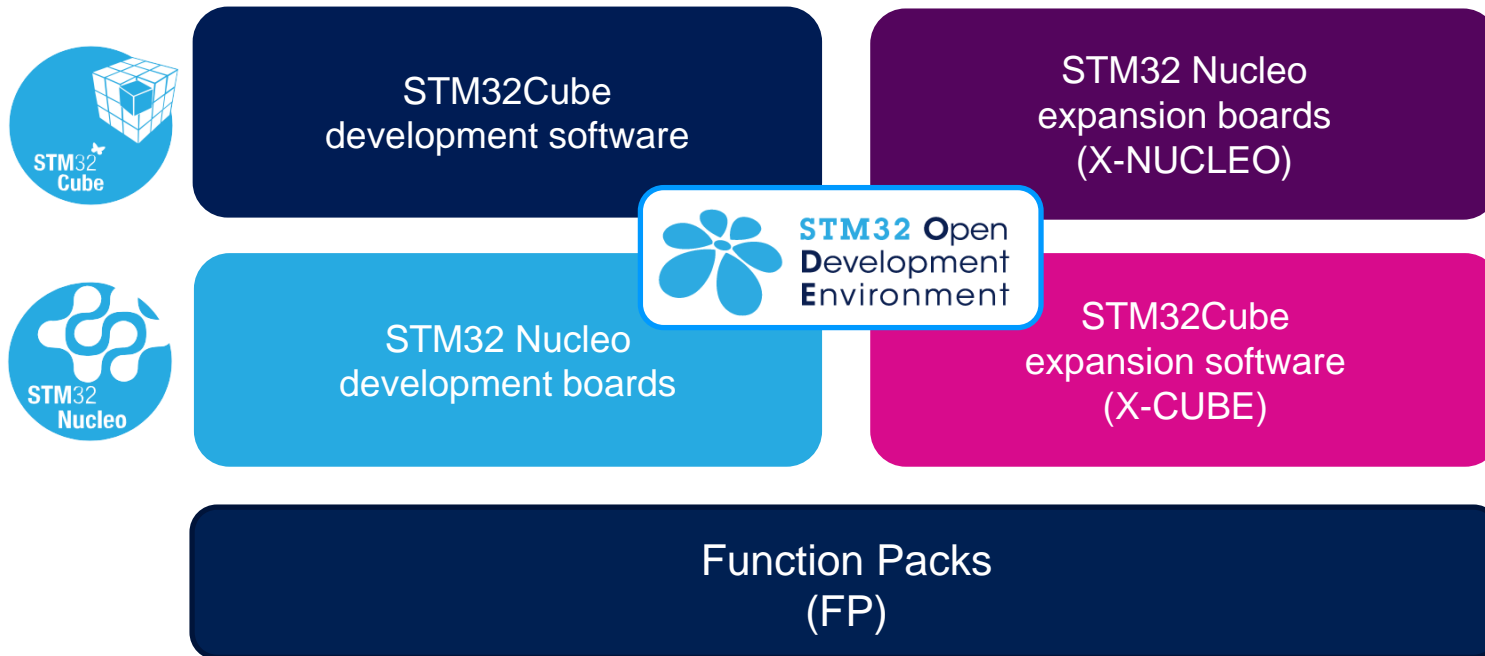 STM32
Cube
STM32Cube
development software
STM32 Nucleo
expansion boards
(X-NUCLEO)
STM32 Open
Development
Environment
STM32
Nucleo
STM32 Nucleo
development boards
STM32Cube
expansion software
(X-CUBE)
Function Packs
(FP)